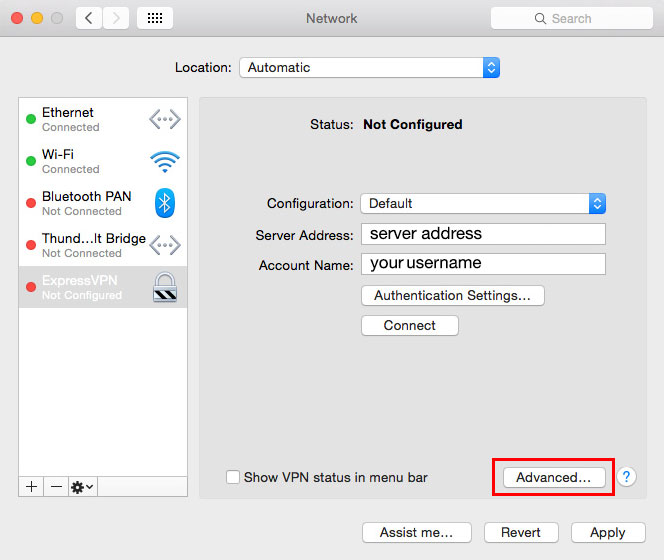 Network
Search
Location: Automatic
Ethernet
Connected
Wi-Fi
Connected
Bluetooth PAN
Not Connected
Thund...lt Bridge
Not Connected
ExpressVPN
Not Configured
Status: Not Configured
Configuration: Default
Server Address: server address
Account Name: your username
Authentication Settings...
Connect
Show VPN status in menu bar
Advanced...
?
Assist me...
Revert
Apply